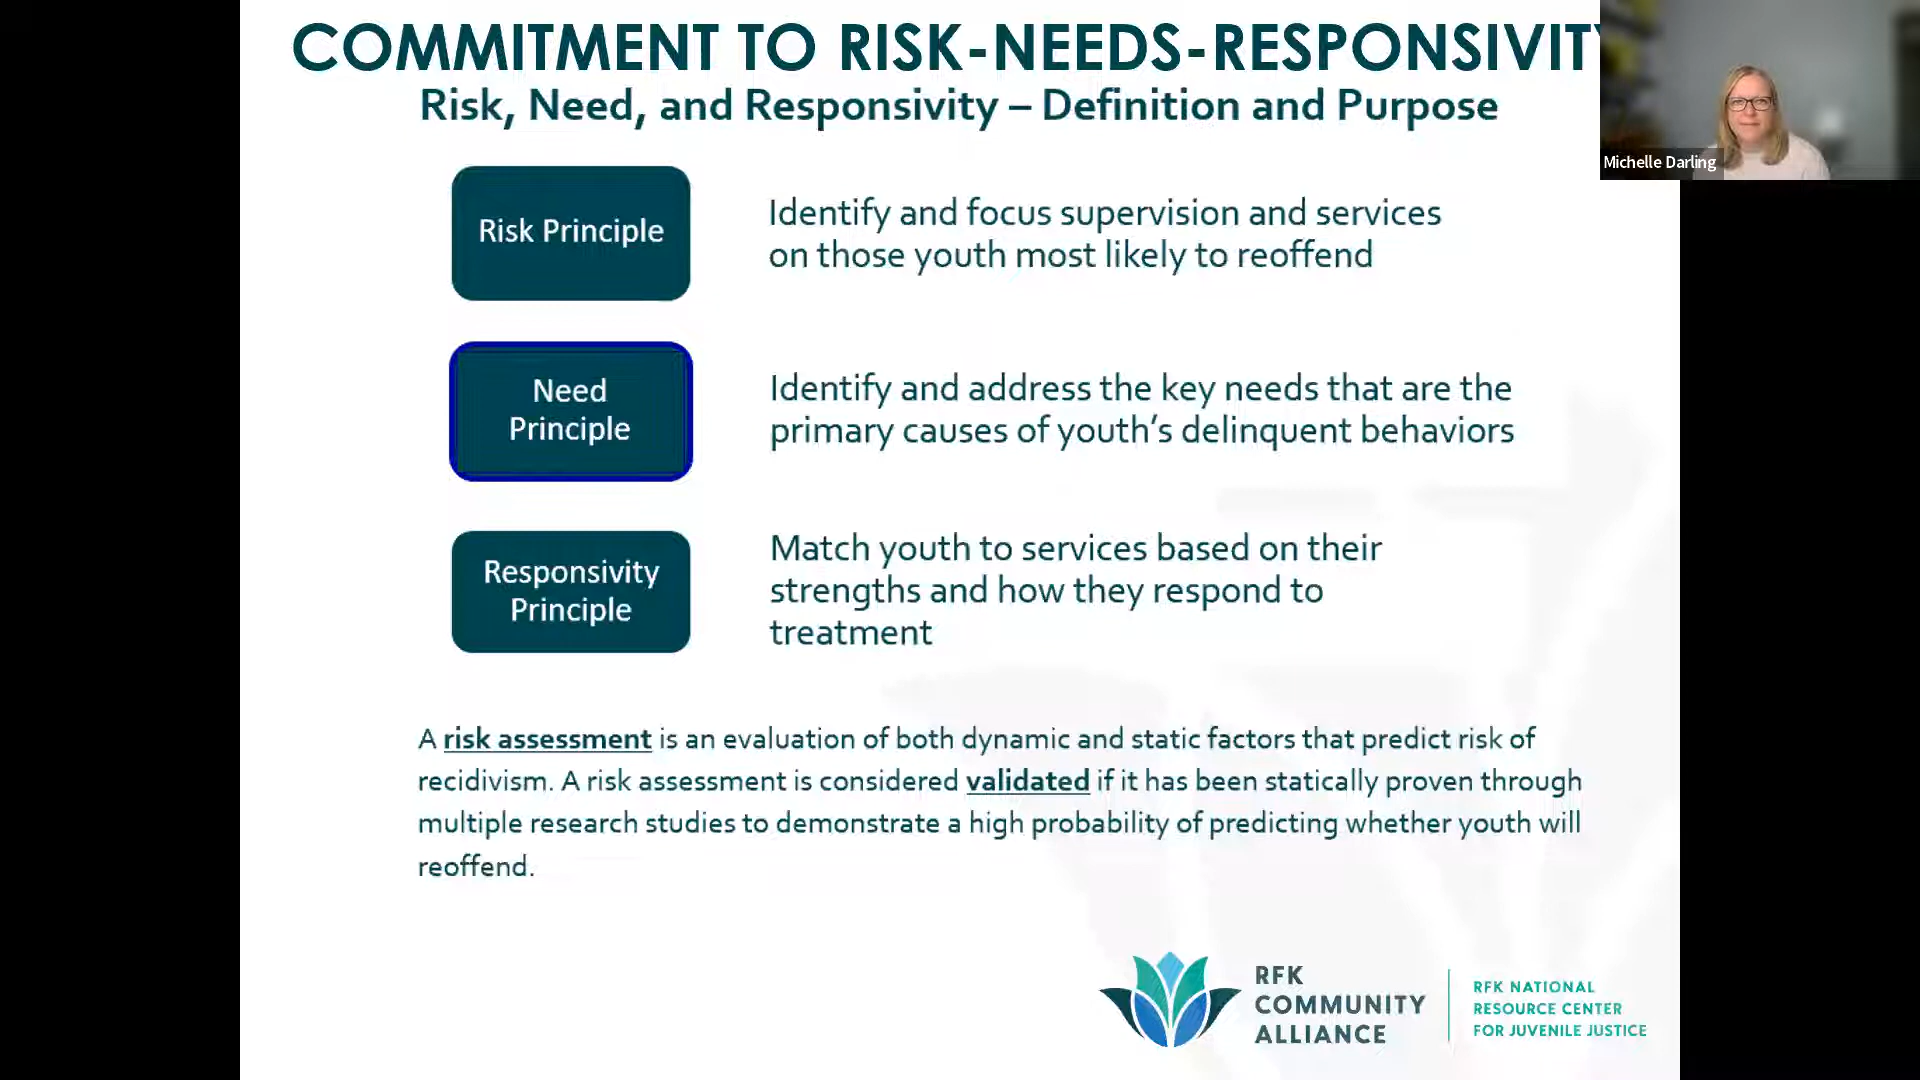 COMMITMENT TO RISK-NEEDS-RESPONSIVITY
Risk, Need, and Responsivity – Definition and Purpose
Michelle Darling
Risk Principle
Identify and focus supervision and services
on those youth most likely to reoffend
Need
Principle
Identify and address the key needs that are the
primary causes of youth's delinquent behaviors
Responsivity
Principle
Match youth to services based on their
strengths and how they respond to
treatment
A risk assessment is an evaluation of both dynamic and static factors that predict risk of
recidivism. A risk assessment is considered validated if it has been statically proven through
multiple research studies to demonstrate a high probability of predicting whether youth will
reoffend.
RFK
COMMUNITY
ALLIANCE
RFK NATIONAL
RESOURCE CENTER
FOR JUVENILE JUSTICE